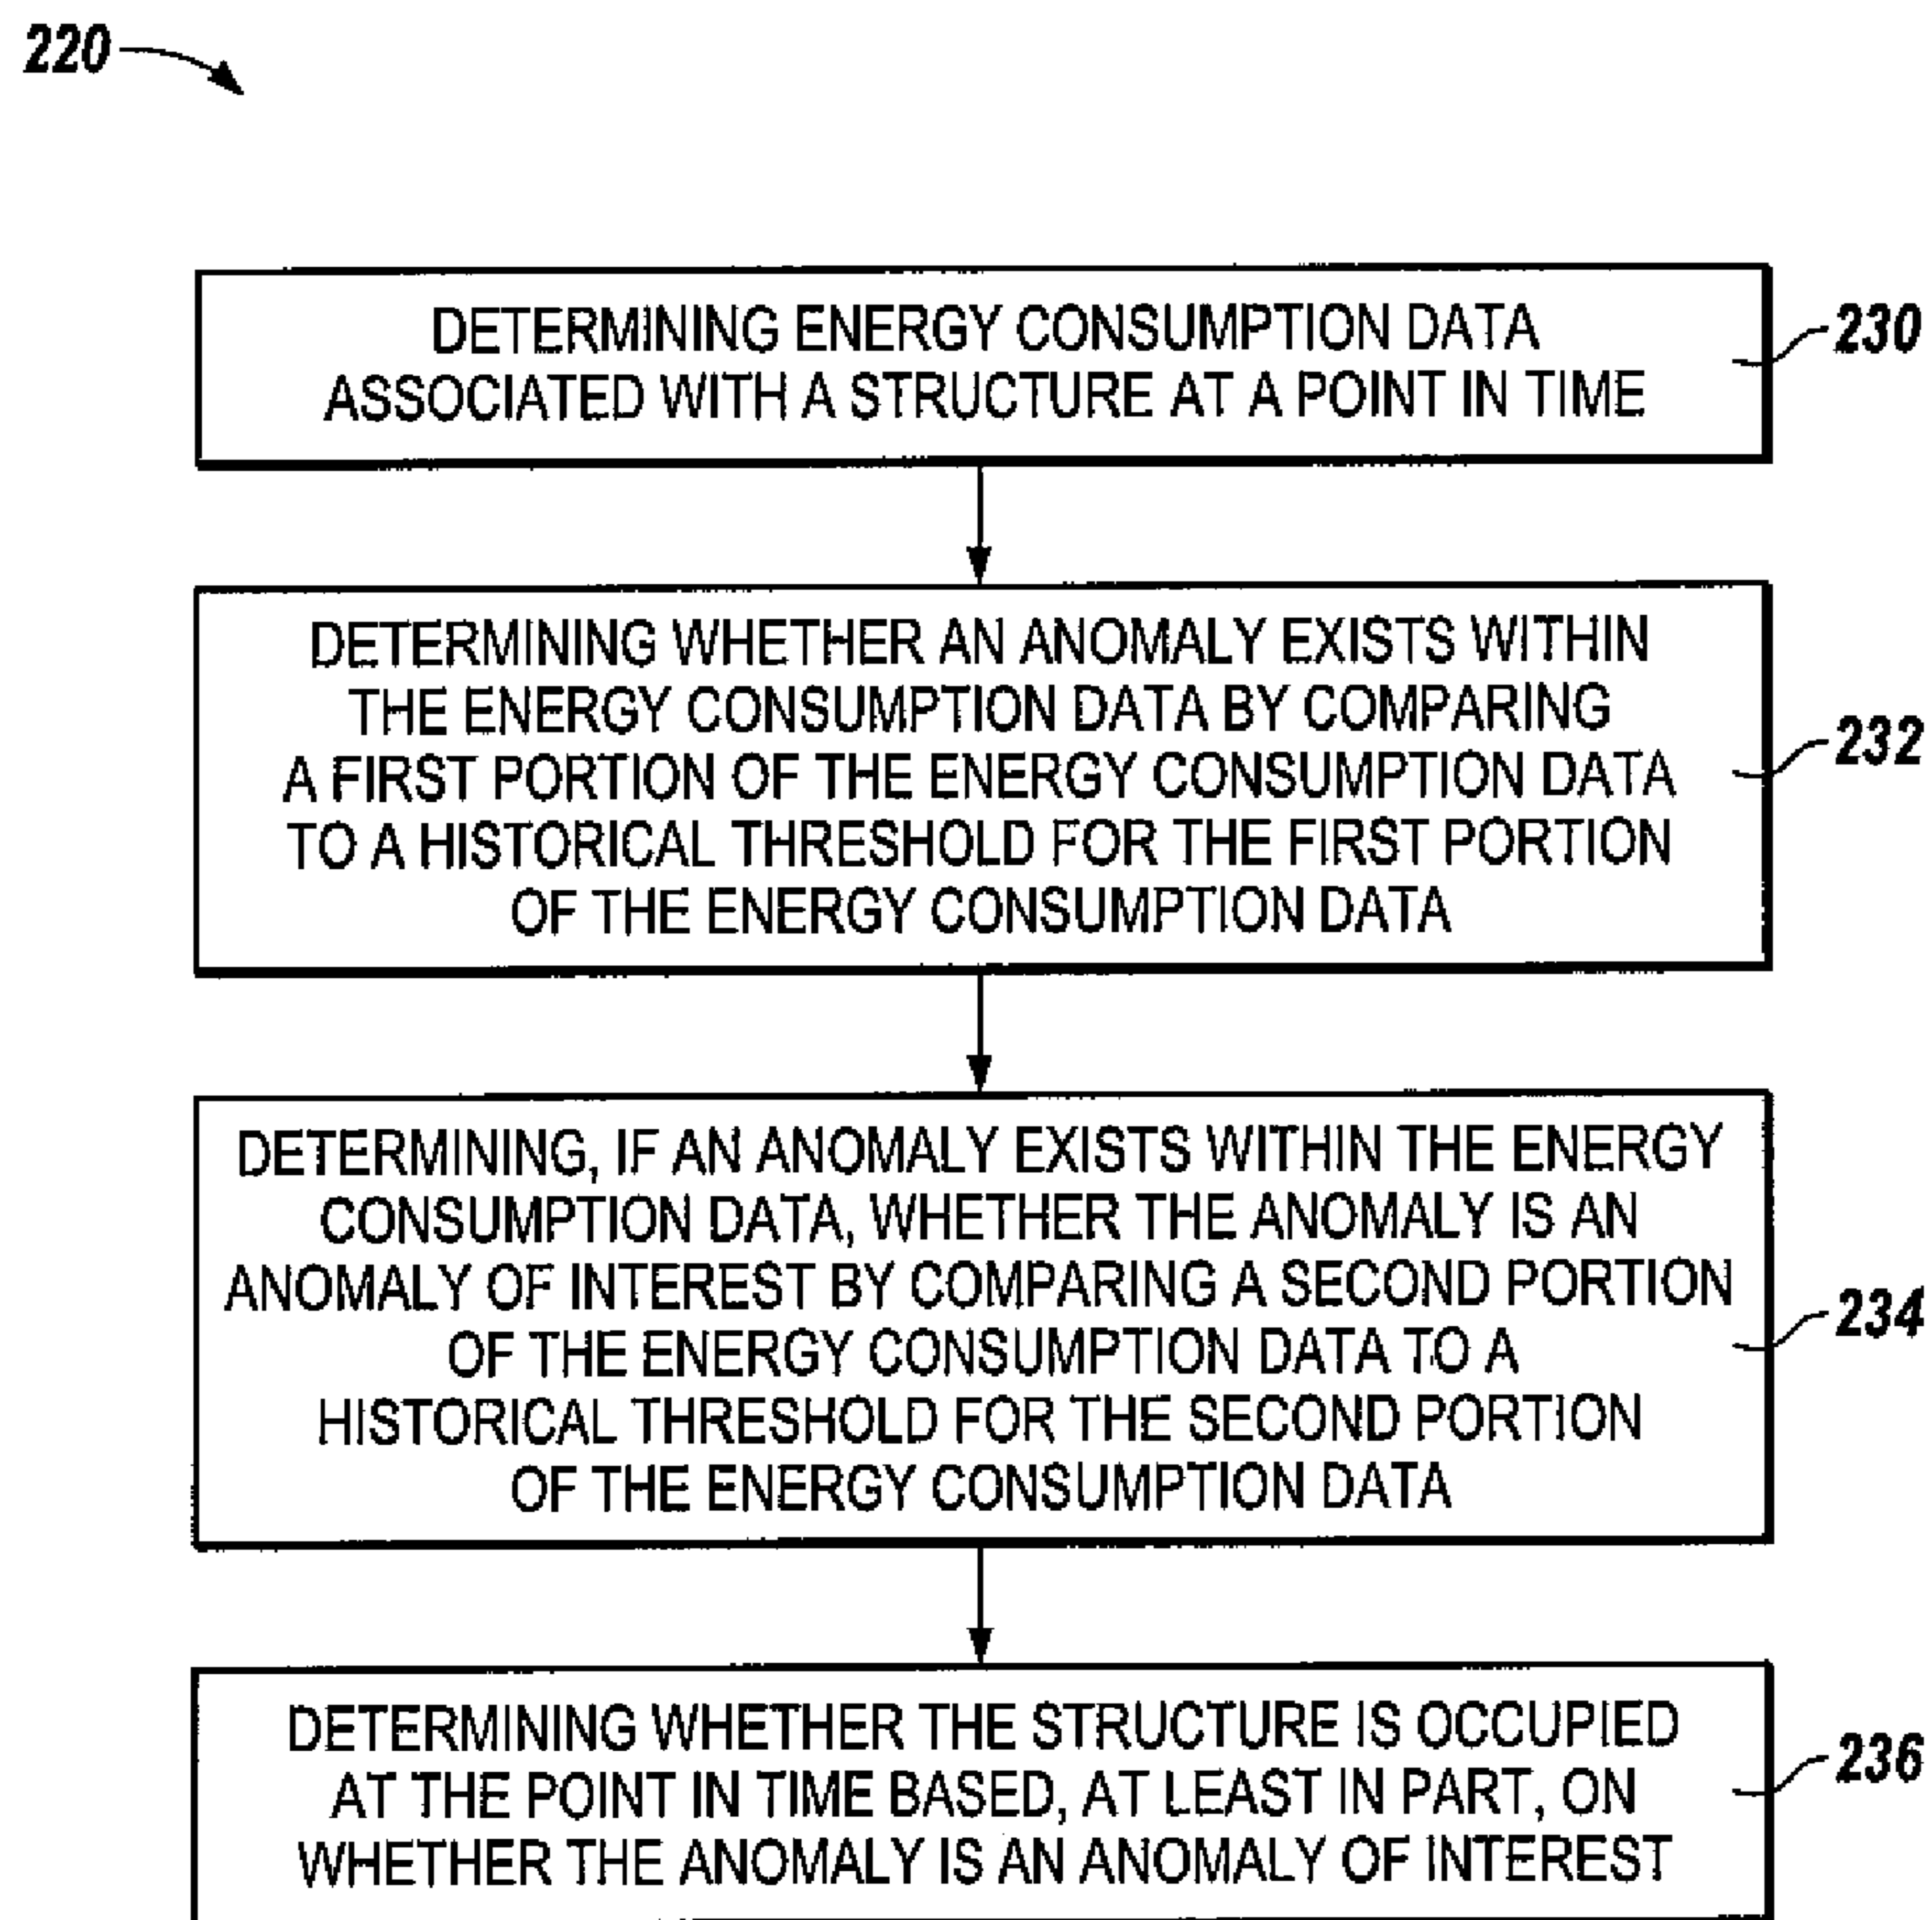 220
DETERMINING ENERGY CONSUMPTION DATA
ASSOCIATED WITH A STRUCTURE AT A POINT IN TIME
230
DETERMINING WHETHER AN ANOMALY EXISTS WITHIN
THE ENERGY CONSUMPTION DATA BY COMPARING
A FIRST PORTION OF THE ENERGY CONSUMPTION DATA
TO A HISTORICAL THRESHOLD FOR THE FIRST PORTION
OF THE ENERGY CONSUMPTION DATA
232
DETERMINING, IF AN ANOMALY EXISTS WITHIN THE ENERGY
CONSUMPTION DATA, WHETHER THE ANOMALY IS AN
ANOMALY OF INTEREST BY COMPARING A SECOND PORTION
OF THE ENERGY CONSUMPTION DATA TO A
HISTORICAL THRESHOLD FOR THE SECOND PORTION
OF THE ENERGY CONSUMPTION DATA
234
DETERMINING WHETHER THE STRUCTURE IS OCCUPIED
AT THE POINT IN TIME BASED, AT LEAST IN PART, ON
WHETHER THE ANOMALY IS AN ANOMALY OF INTEREST
236